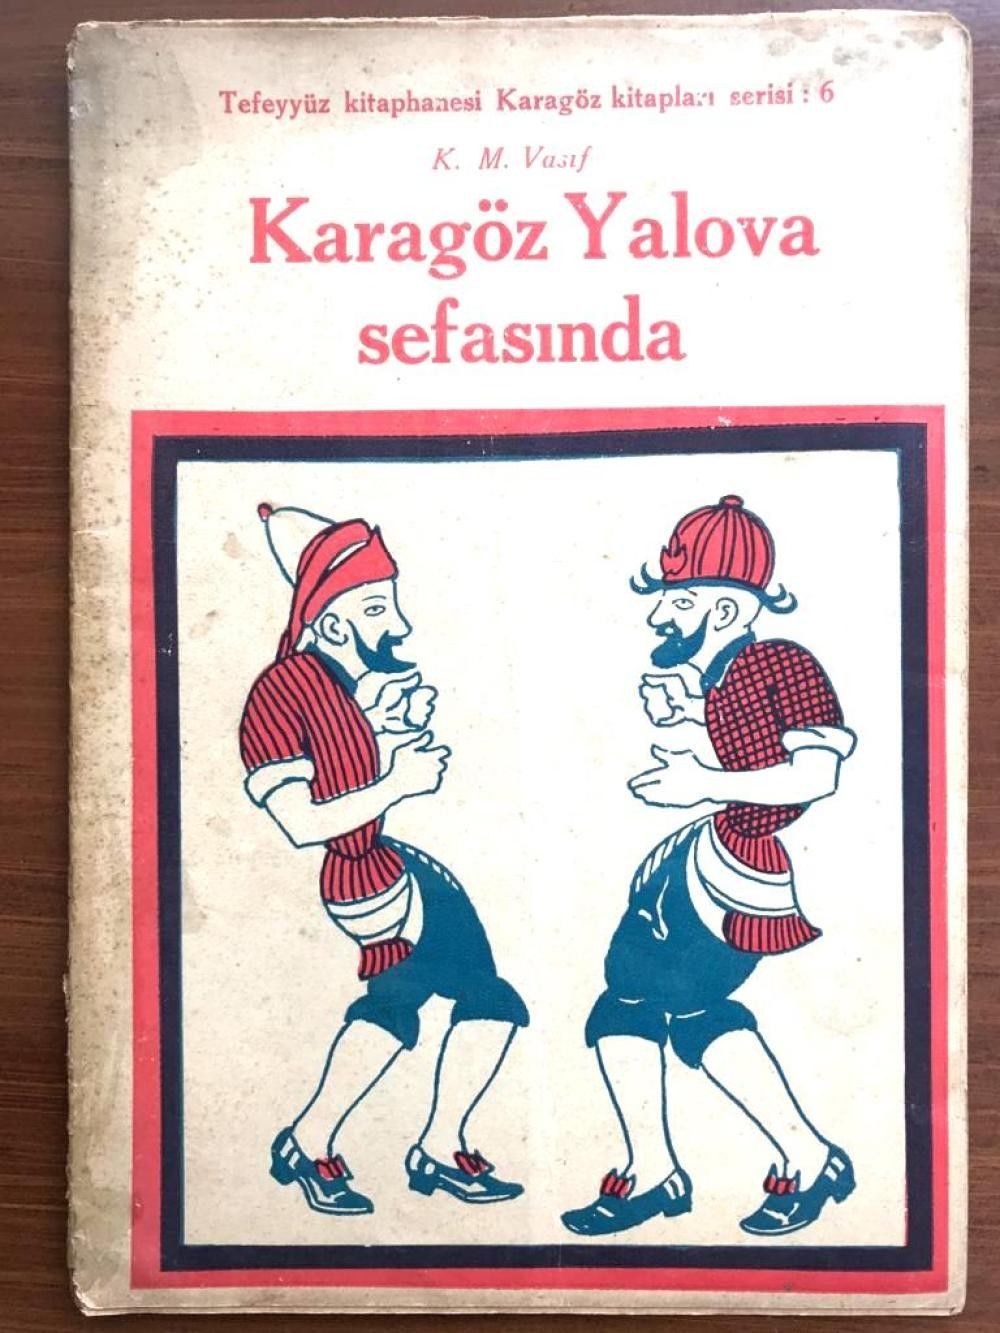 Tefeyyüz kitaphanesi Karagöz kitapları serisi : 6
K. M. Vasıf
Karagöz Yalova
sefasında